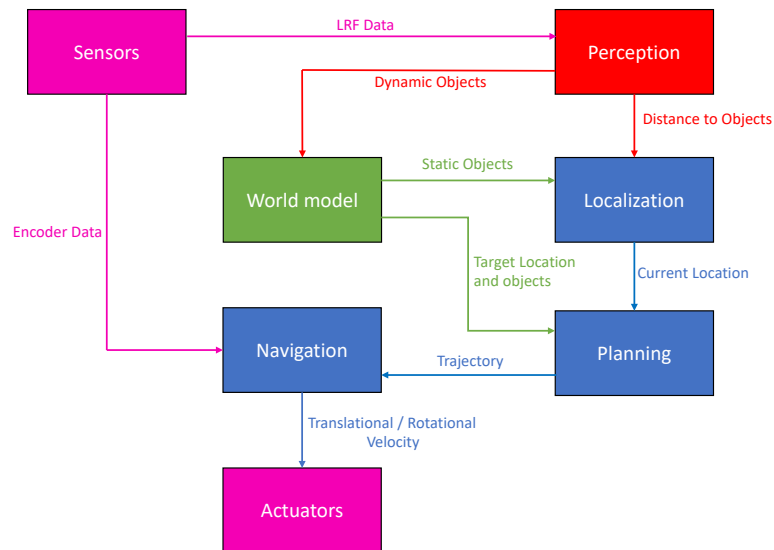 LRF Data
Sensors
Perception
Dynamic Objects
Distance to Objects
Static Objects
World model
Localization
Encoder Data
Target Location
and objects
Current Location
Navigation
Trajectory
Planning
Translational / Rotational
Velocity
Actuators